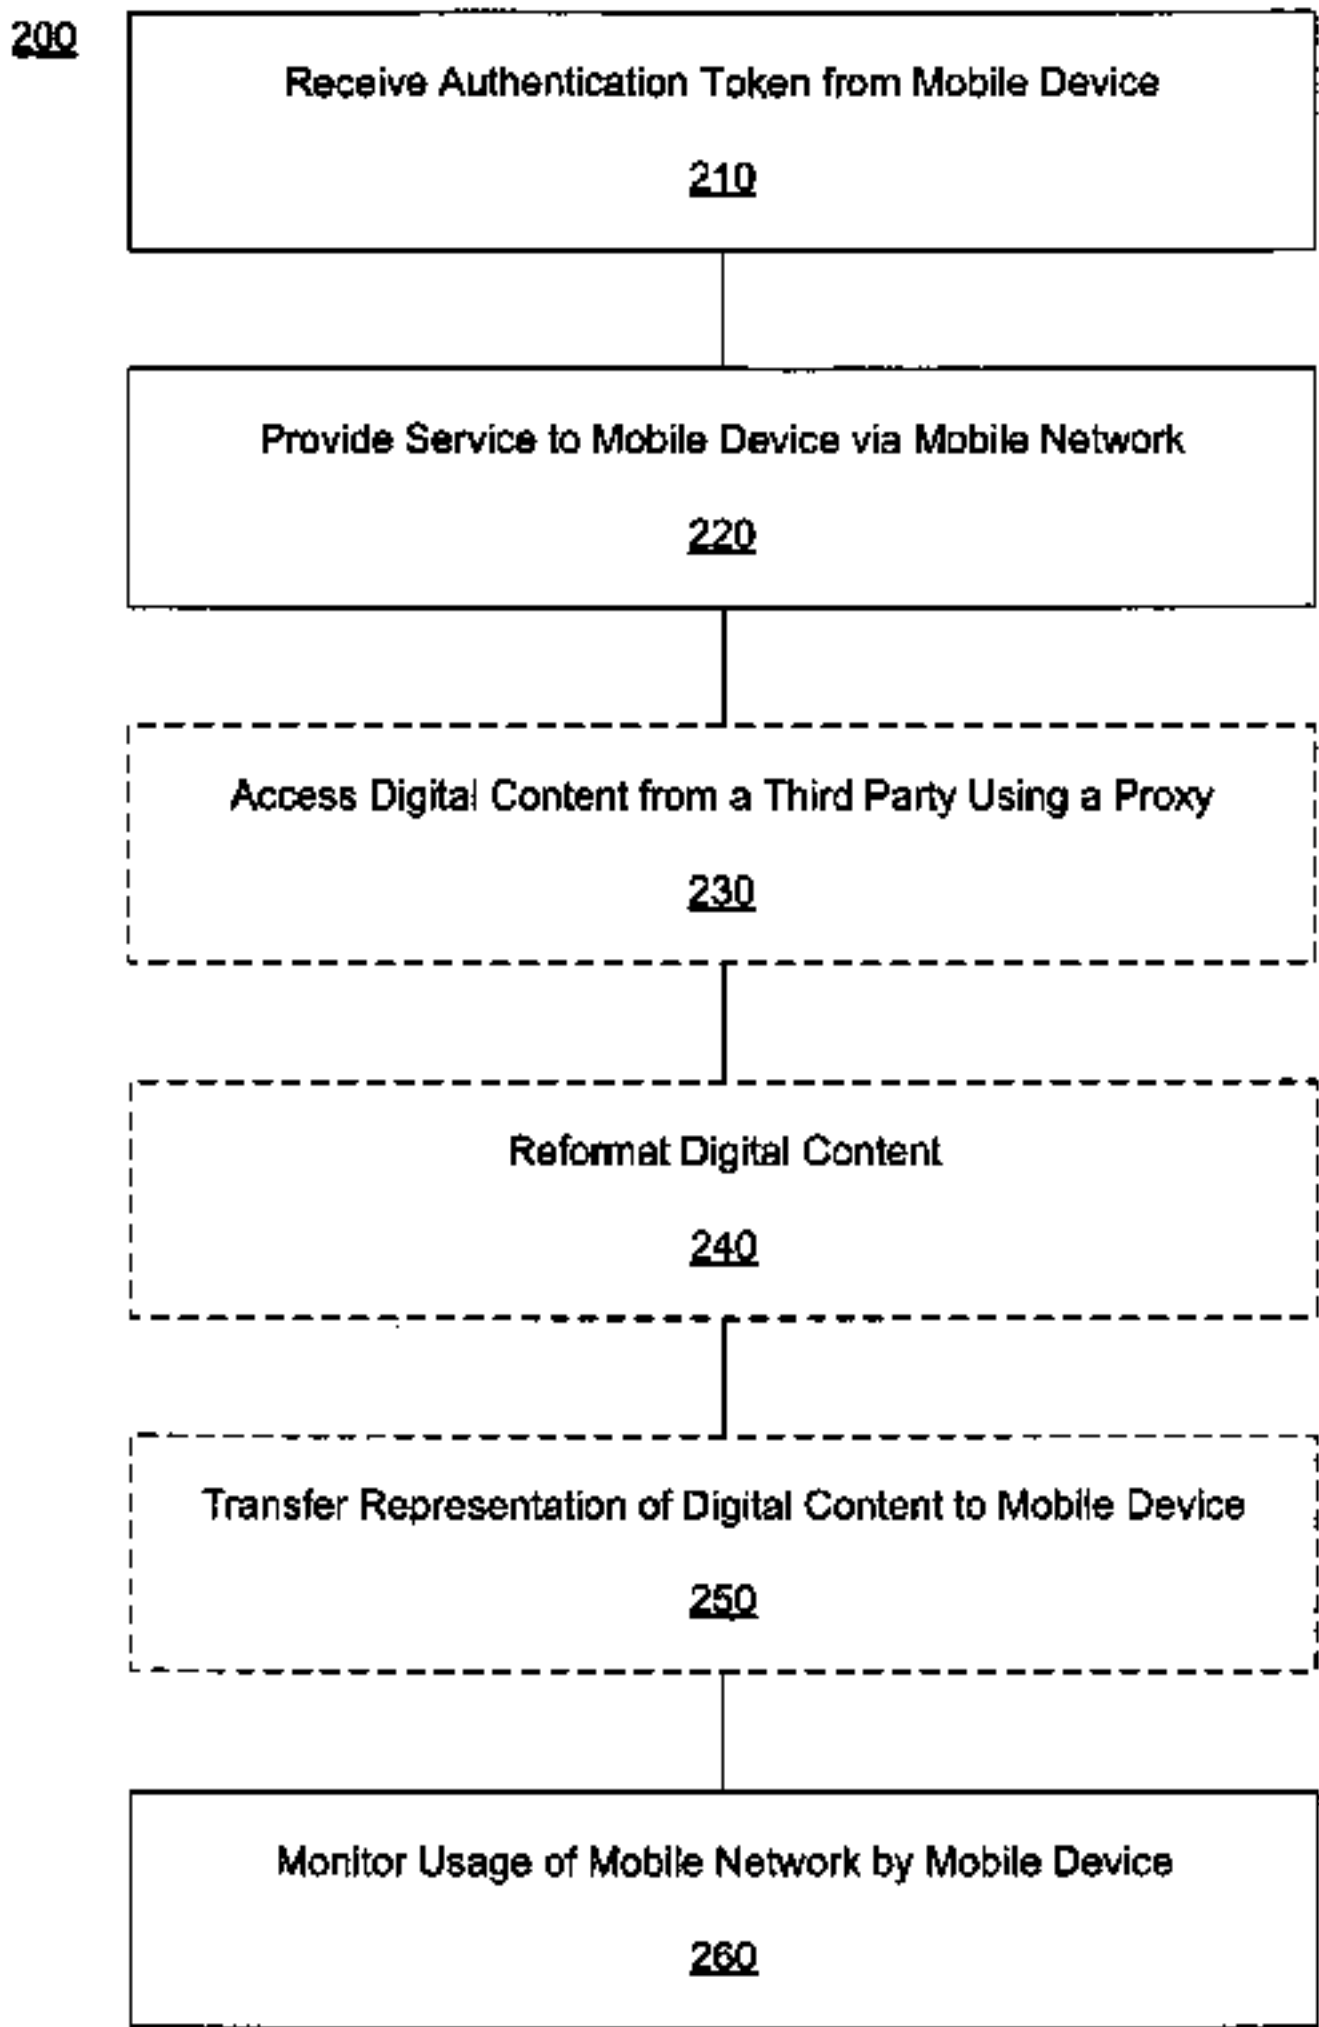 200
Receive Authentication Token from Mobile Device
210
Provide Service to Mobile Device via Mobile Network
220
Access Digital Content from a Third Party Using a Proxy
230
Reformat Digital Content
240
Transfer Representation of Digital Content to Mobile Device
250
Monitor Usage of Mobile Network by Mobile Device
260